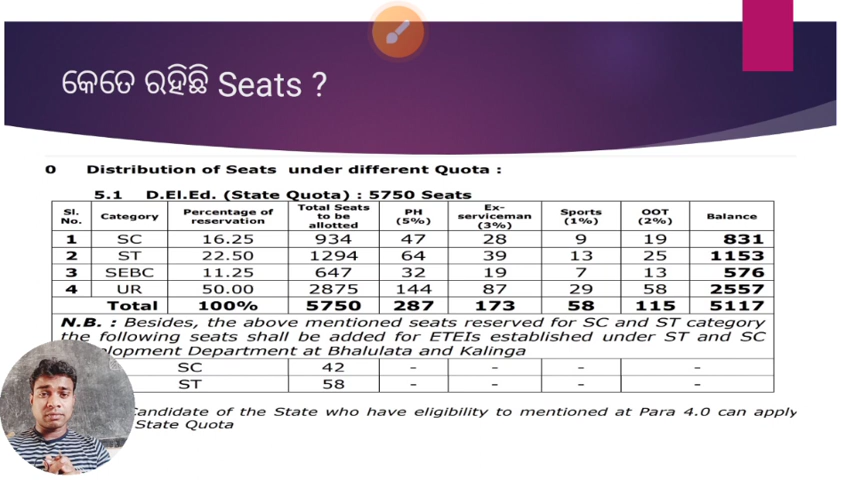 କେତେ ରହିଛି Seats ?
0 Distribution of Seats under different Quota :
5.1 D.El.Ed. (State Quota) : 5750 Seats
Sl. No. Category Percentage of reservation Total Seats to be allotted PH (5%) Ex-serviceman (3%) Sports (1%) OOT (2%) Balance
1 SC 16.25 934 47 28 9 19 831
2 ST 22.50 1294 64 39 13 25 1153
3 SEBC 11.25 647 32 19 7 13 576
4 UR 50.00 2875 144 87 29 58 2557
Total 100% 5750 287 173 58 115 5117
N.B. : Besides, the above mentioned seats reserved for SC and ST category
the following seats shall be added for ETEIs established under ST and SC
Department at Bhalulata and Kalinga
SC 42 - - - - -
ST 58 - - - - -
Candidate of the State who have eligibility to mentioned at Para 4.0 can apply
State Quota